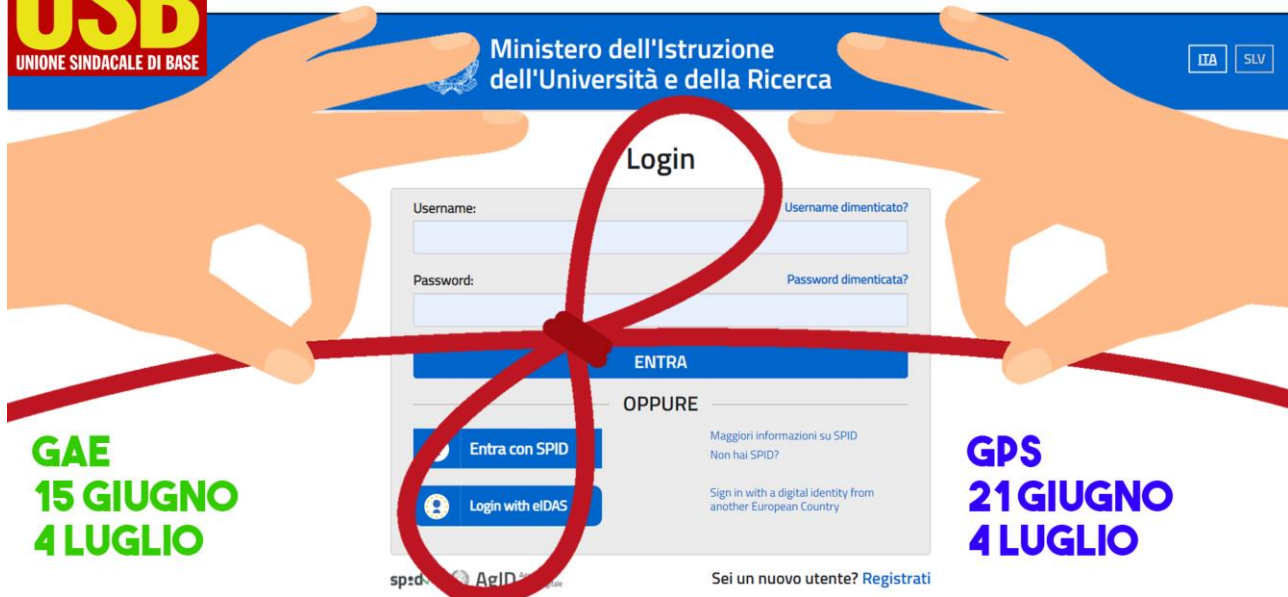 USB
UNIONE SINDACALE DI BASE
Ministero dell'Istruzione
dell'Università e della Ricerca
ITA
SLV
Login
Username:
Username dimenticato?
Password:
Password dimenticata?
ENTRA
OPPURE
Entra con SPID
Maggiori informazioni su SPID
Non hai SPID?
Login with eIDAS
Sign in with a digital identity from
another European Country
GAE
15 GIUGNO
4 LUGLIO
GPS
21 GIUGNO
4 LUGLIO
AgID
Sei un nuovo utente? Registrati